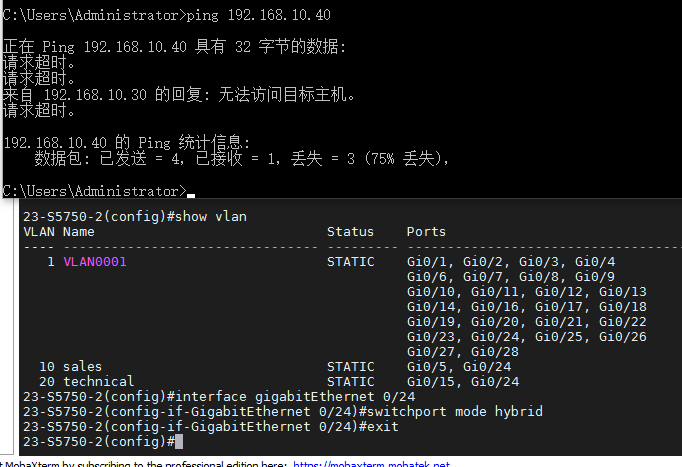 C:\Users\Administrator>ping 192.168.10.40
正在 Ping 192.168.10.40 具有 32 字节的数据:
请求超时。
请求超时。
来自 192.168.10.30 的回复: 无法访问目标主机。
请求超时。
192.168.10.40 的 Ping 统计信息:
数据包: 已发送 = 4, 已接收 = 1, 丢失 = 3 (75% 丢失),
C:\Users\Administrator>
23-S5750-2(config)#show vlan
VLAN Name Status Ports
---- -------------------------------- --------- -----------------------------------
1 VLAN0001 STATIC Gi0/1, Gi0/2, Gi0/3, Gi0/4
Gi0/6, Gi0/7, Gi0/8, Gi0/9
Gi0/10, Gi0/11, Gi0/12, Gi0/13
Gi0/14, Gi0/16, Gi0/17, Gi0/18
Gi0/19, Gi0/20, Gi0/21, Gi0/22
Gi0/23, Gi0/24, Gi0/25, Gi0/26
Gi0/27, Gi0/28
10 sales STATIC Gi0/5, Gi0/24
20 technical STATIC Gi0/15, Gi0/24
23-S5750-2(config)#interface gigabitEthernet 0/24
23-S5750-2(config-if-GigabitEthernet 0/24)#switchport mode hybrid
23-S5750-2(config-if-GigabitEthernet 0/24)#exit
23-S5750-2(config)#
MobaXterm by subscribing to the professional edition here: https://mobaxterm.mobatek.net